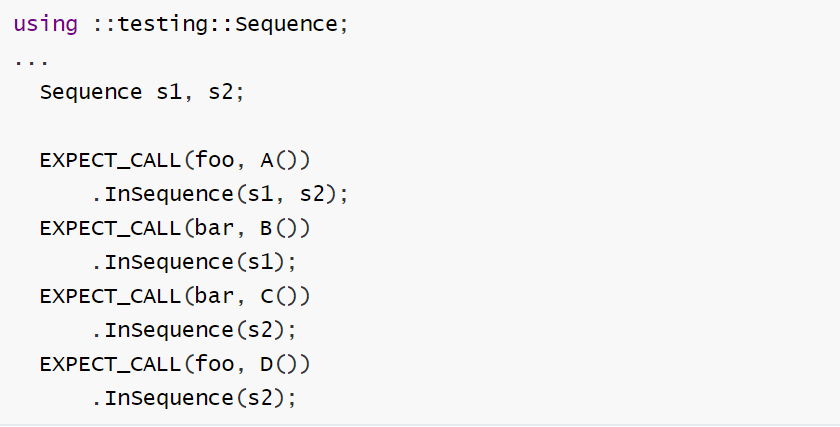 using ::testing::Sequence;
...
  Sequence s1, s2;

  EXPECT_CALL(foo, A())
      .InSequence(s1, s2);
  EXPECT_CALL(bar, B())
      .InSequence(s1);
  EXPECT_CALL(bar, C())
      .InSequence(s2);
  EXPECT_CALL(foo, D())
      .InSequence(s2);